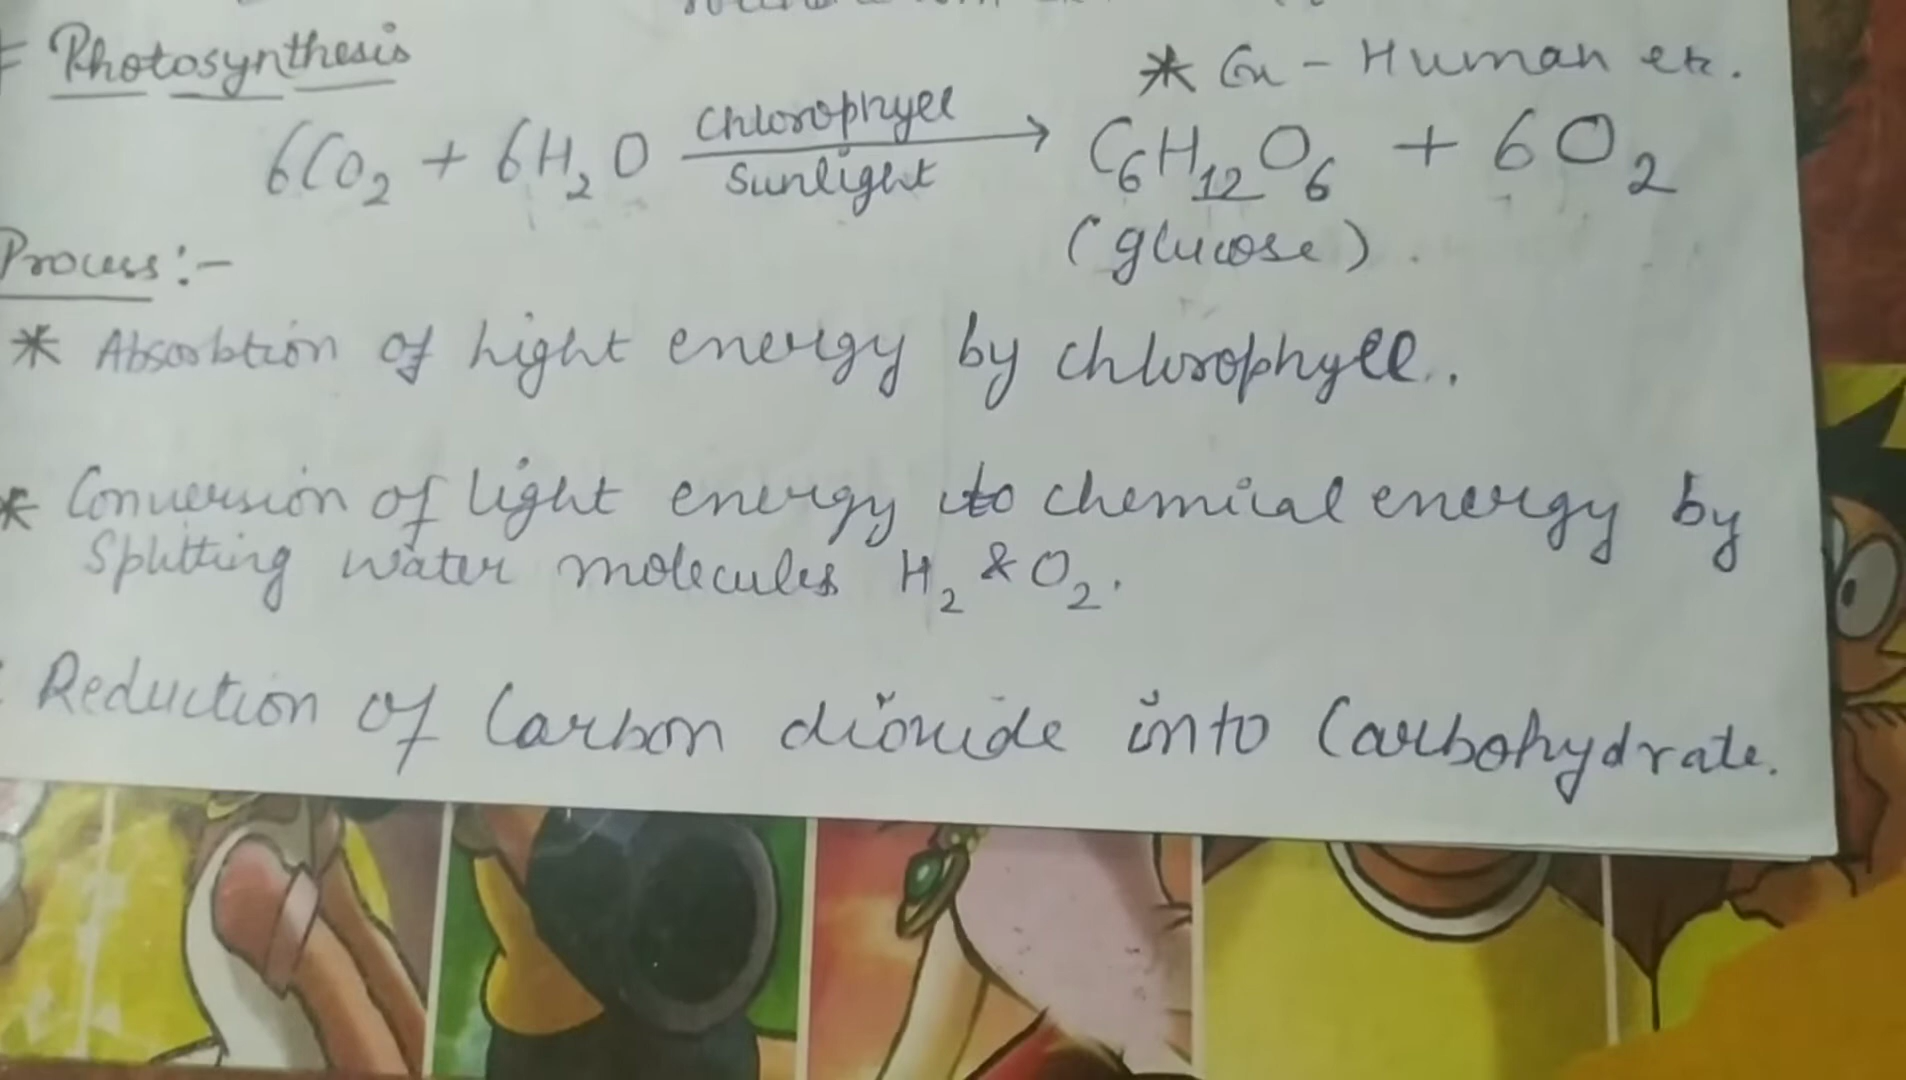 Photosynthesis
* Ex - Human etc.
6CO₂ + 6H₂O Chlorophyll Sunlight → C₆H₁₂O₆ + 6O₂
(glucose).
Process:-
* Absorbtion of light energy by chlorophyll..
* Conversion of light energy to chemical energy by
Splitting water molecules H₂ & O₂.
Reduction of Carbon dioxide into Carbohydrate.